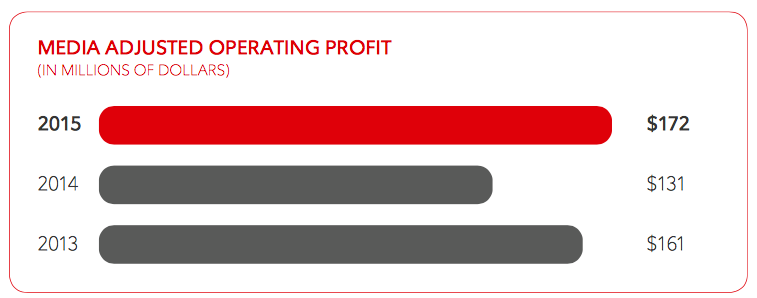 MEDIA ADJUSTED OPERATING PROFIT
(IN MILLIONS OF DOLLARS)
2015 $172
2014 $131
2013 $161